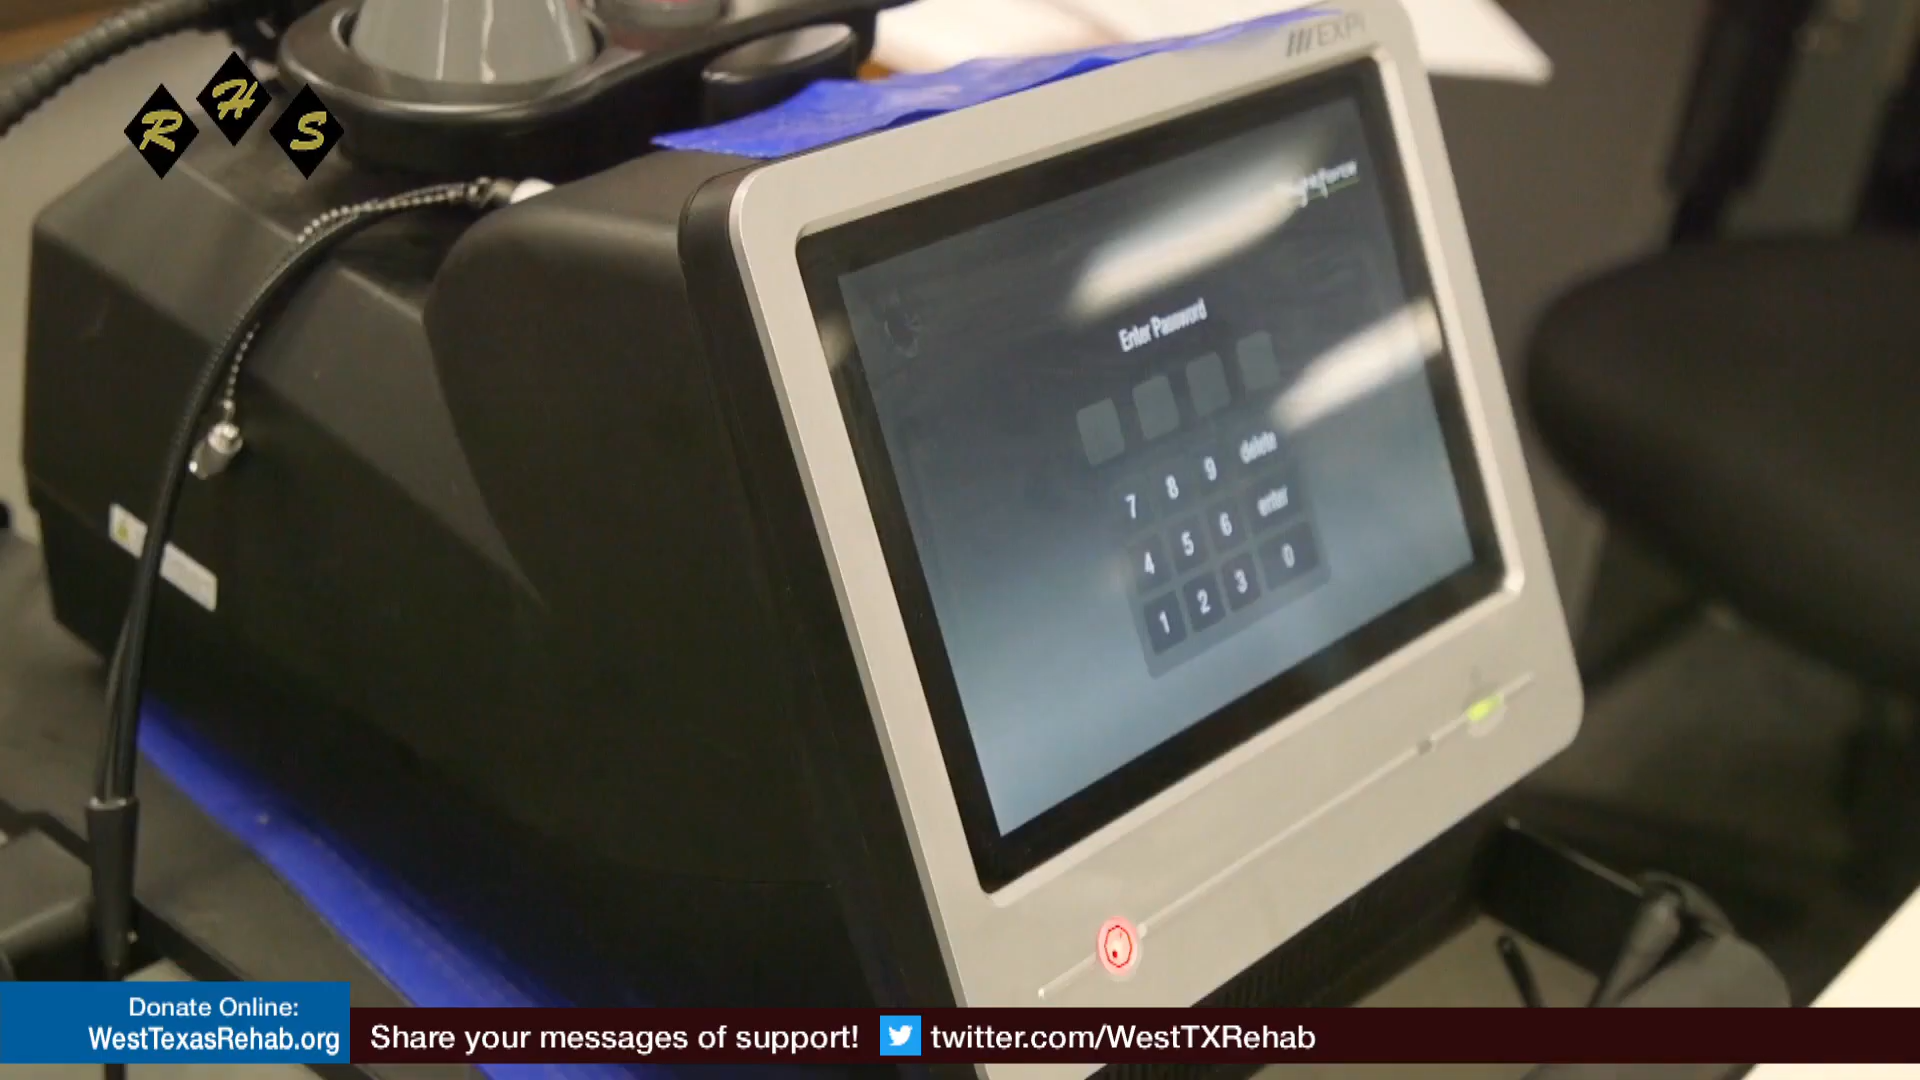 R H S
EXPi
Enter Password
7 8 9 delete
4 5 6 enter
1 2 3 0
Donate Online:
WestTexasRehab.org
Share your messages of support!
twitter.com/WestTXRehab